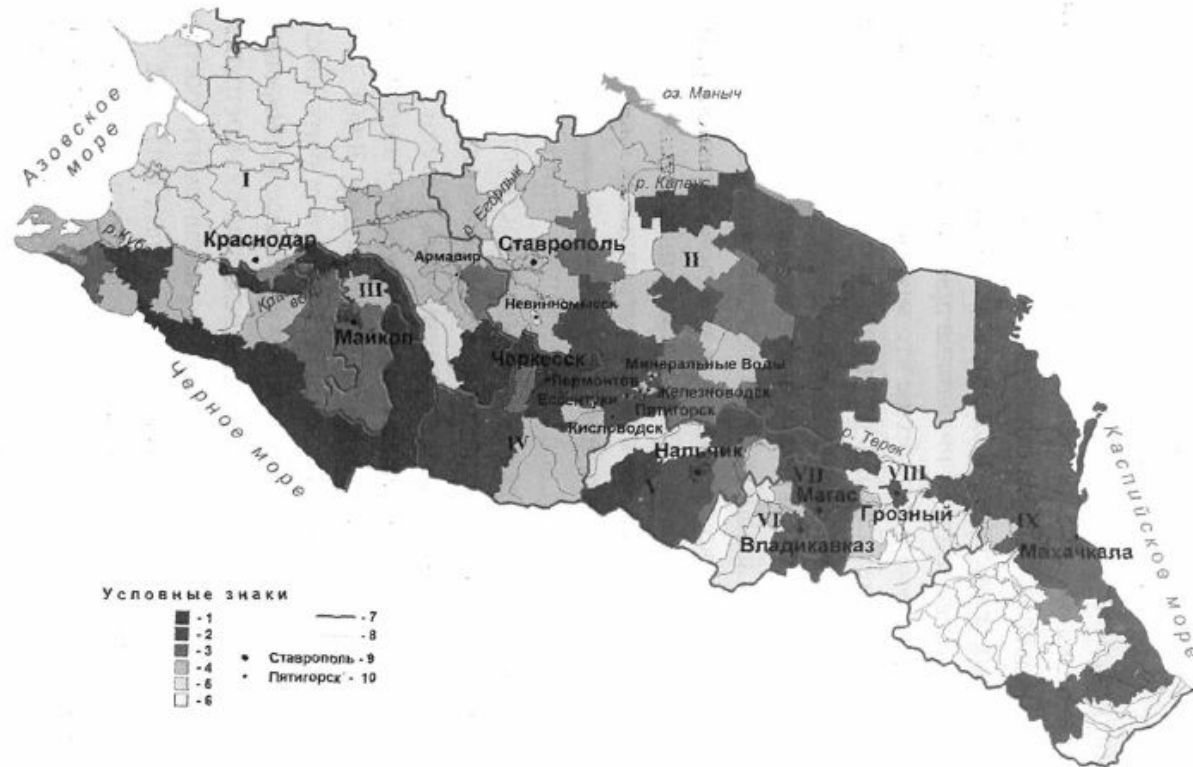 оз. Маныч
Азовское
море
р. Калаус
I
р. Егорлык
р. Куб
Краснодар
Ставрополь
II
Армавир
III
Невинномысск
Майкоп
Черкесск
Минеральные Воды
Лермонтов
Железноводск
Ессентуки
Пятигорск
Черное море
Кисловодск
IV
р. Терек
Нальчик
V
VII
VIII
Магас
Грозный
VI
IX
Владикавказ
Махачкала
Каспийское море
Условные знаки
- 1
- 2
- 3
- 4
- 5
- 6
- 7
- 8
Ставрополь - 9
Пятигорск - 10